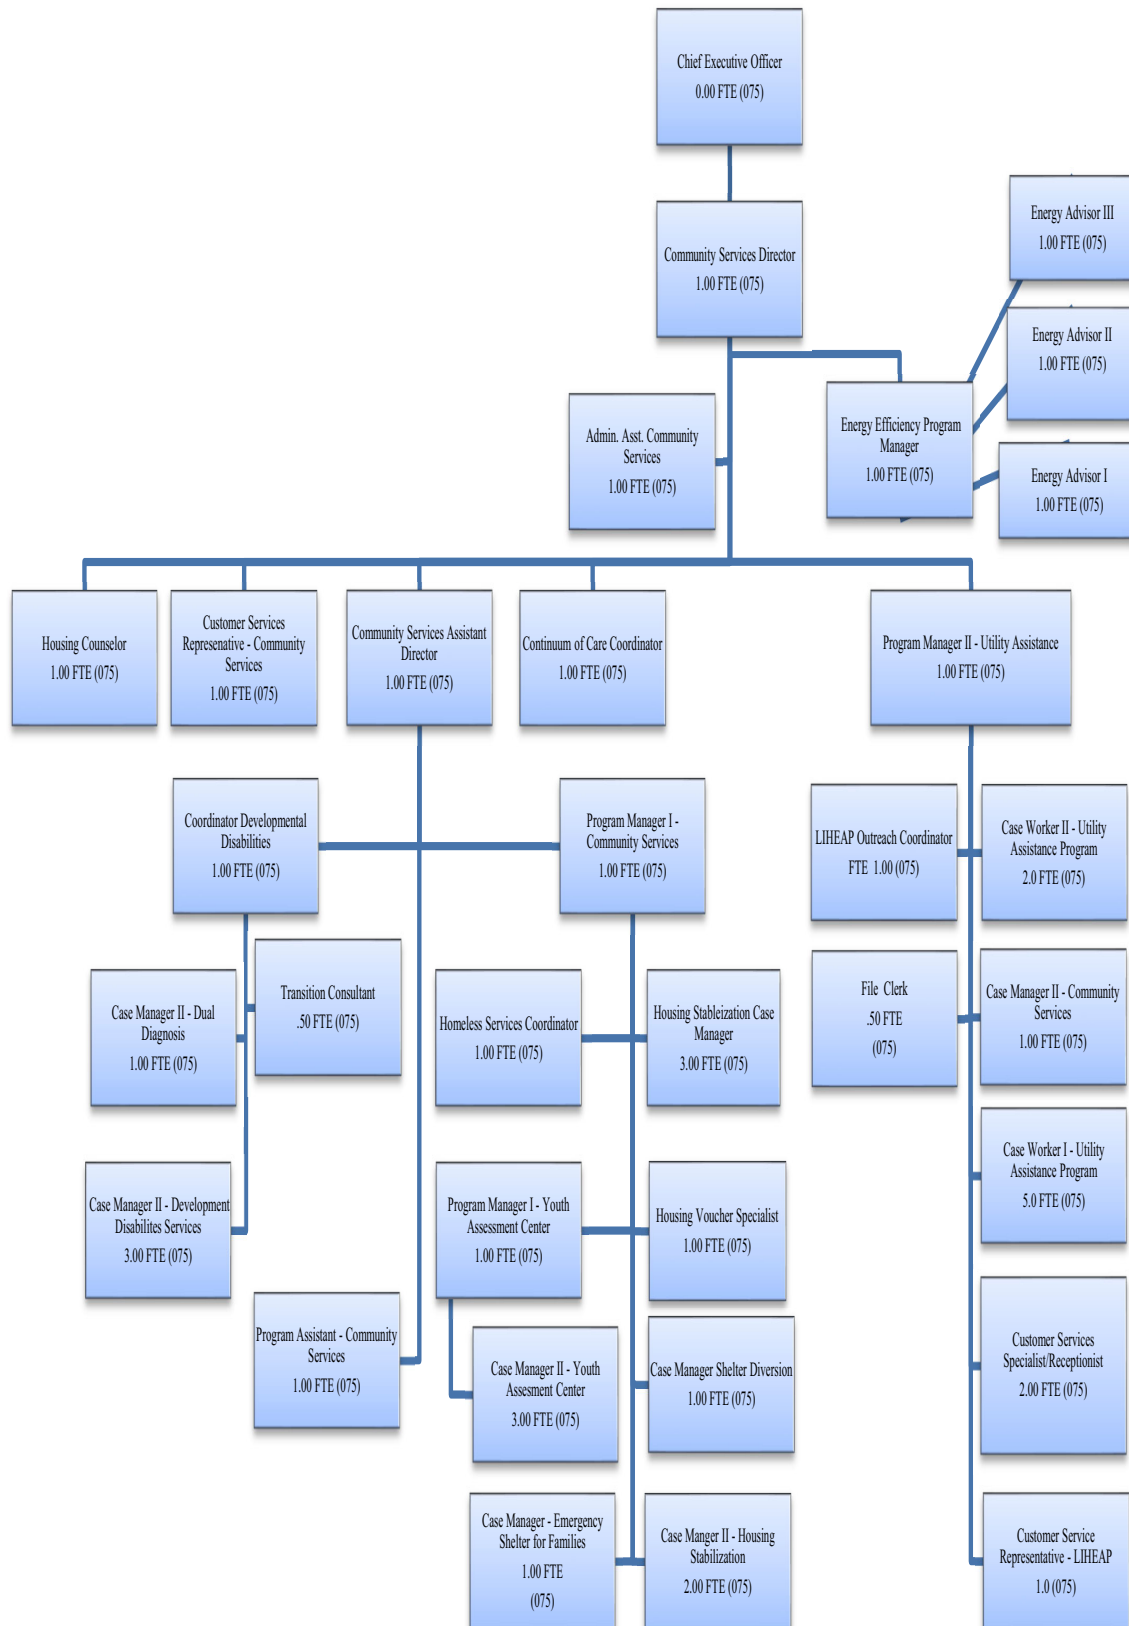 Chief Executive Officer
0.00 FTE (075)
Community Services Director
1.00 FTE (075)
Energy Advisor III
1.00 FTE (075)
Energy Advisor II
1.00 FTE (075)
Energy Efficiency Program
Manager
1.00 FTE (075)
Energy Advisor I
1.00 FTE (075)
Admin. Asst. Community
Services
1.00 FTE (075)
Housing Counselor
1.00 FTE (075)
Customer Services
Represenative - Community
Services
1.00 FTE (075)
Community Services Assistant
Director
1.00 FTE (075)
Continuum of Care Coordinator
1.00 FTE (075)
Program Manager II - Utility Assistance
1.00 FTE (075)
Coordinator Developmental
Disabilities
1.00 FTE (075)
Program Manager I -
Community Services
1.00 FTE (075)
LIHEAP Outreach Coordinator
FTE 1.00 (075)
Case Worker II - Utility
Assistance Program
2.0 FTE (075)
Case Manager II - Dual
Diagnosis
1.00 FTE (075)
Transition Consultant
.50 FTE (075)
Homeless Services Coordinator
1.00 FTE (075)
Housing Stableization Case
Manager
3.00 FTE (075)
File Clerk
.50 FTE
(075)
Case Manager II - Community
Services
1.00 FTE (075)
Case Manager II - Development
Disabilites Services
3.00 FTE (075)
Program Manager I - Youth
Assessment Center
1.00 FTE (075)
Housing Voucher Specialist
1.00 FTE (075)
Case Worker I - Utility
Assistance Program
5.0 FTE (075)
Program Assistant - Community
Services
1.00 FTE (075)
Case Manager II - Youth
Assesment Center
3.00 FTE (075)
Case Manager Shelter Diversion
1.00 FTE (075)
Customer Services
Specialist/Receptionist
2.00 FTE (075)
Case Manager - Emergency
Shelter for Families
1.00 FTE
(075)
Case Manger II - Housing
Stabilization
2.00 FTE (075)
Customer Service
Representative - LIHEAP
1.0 (075)